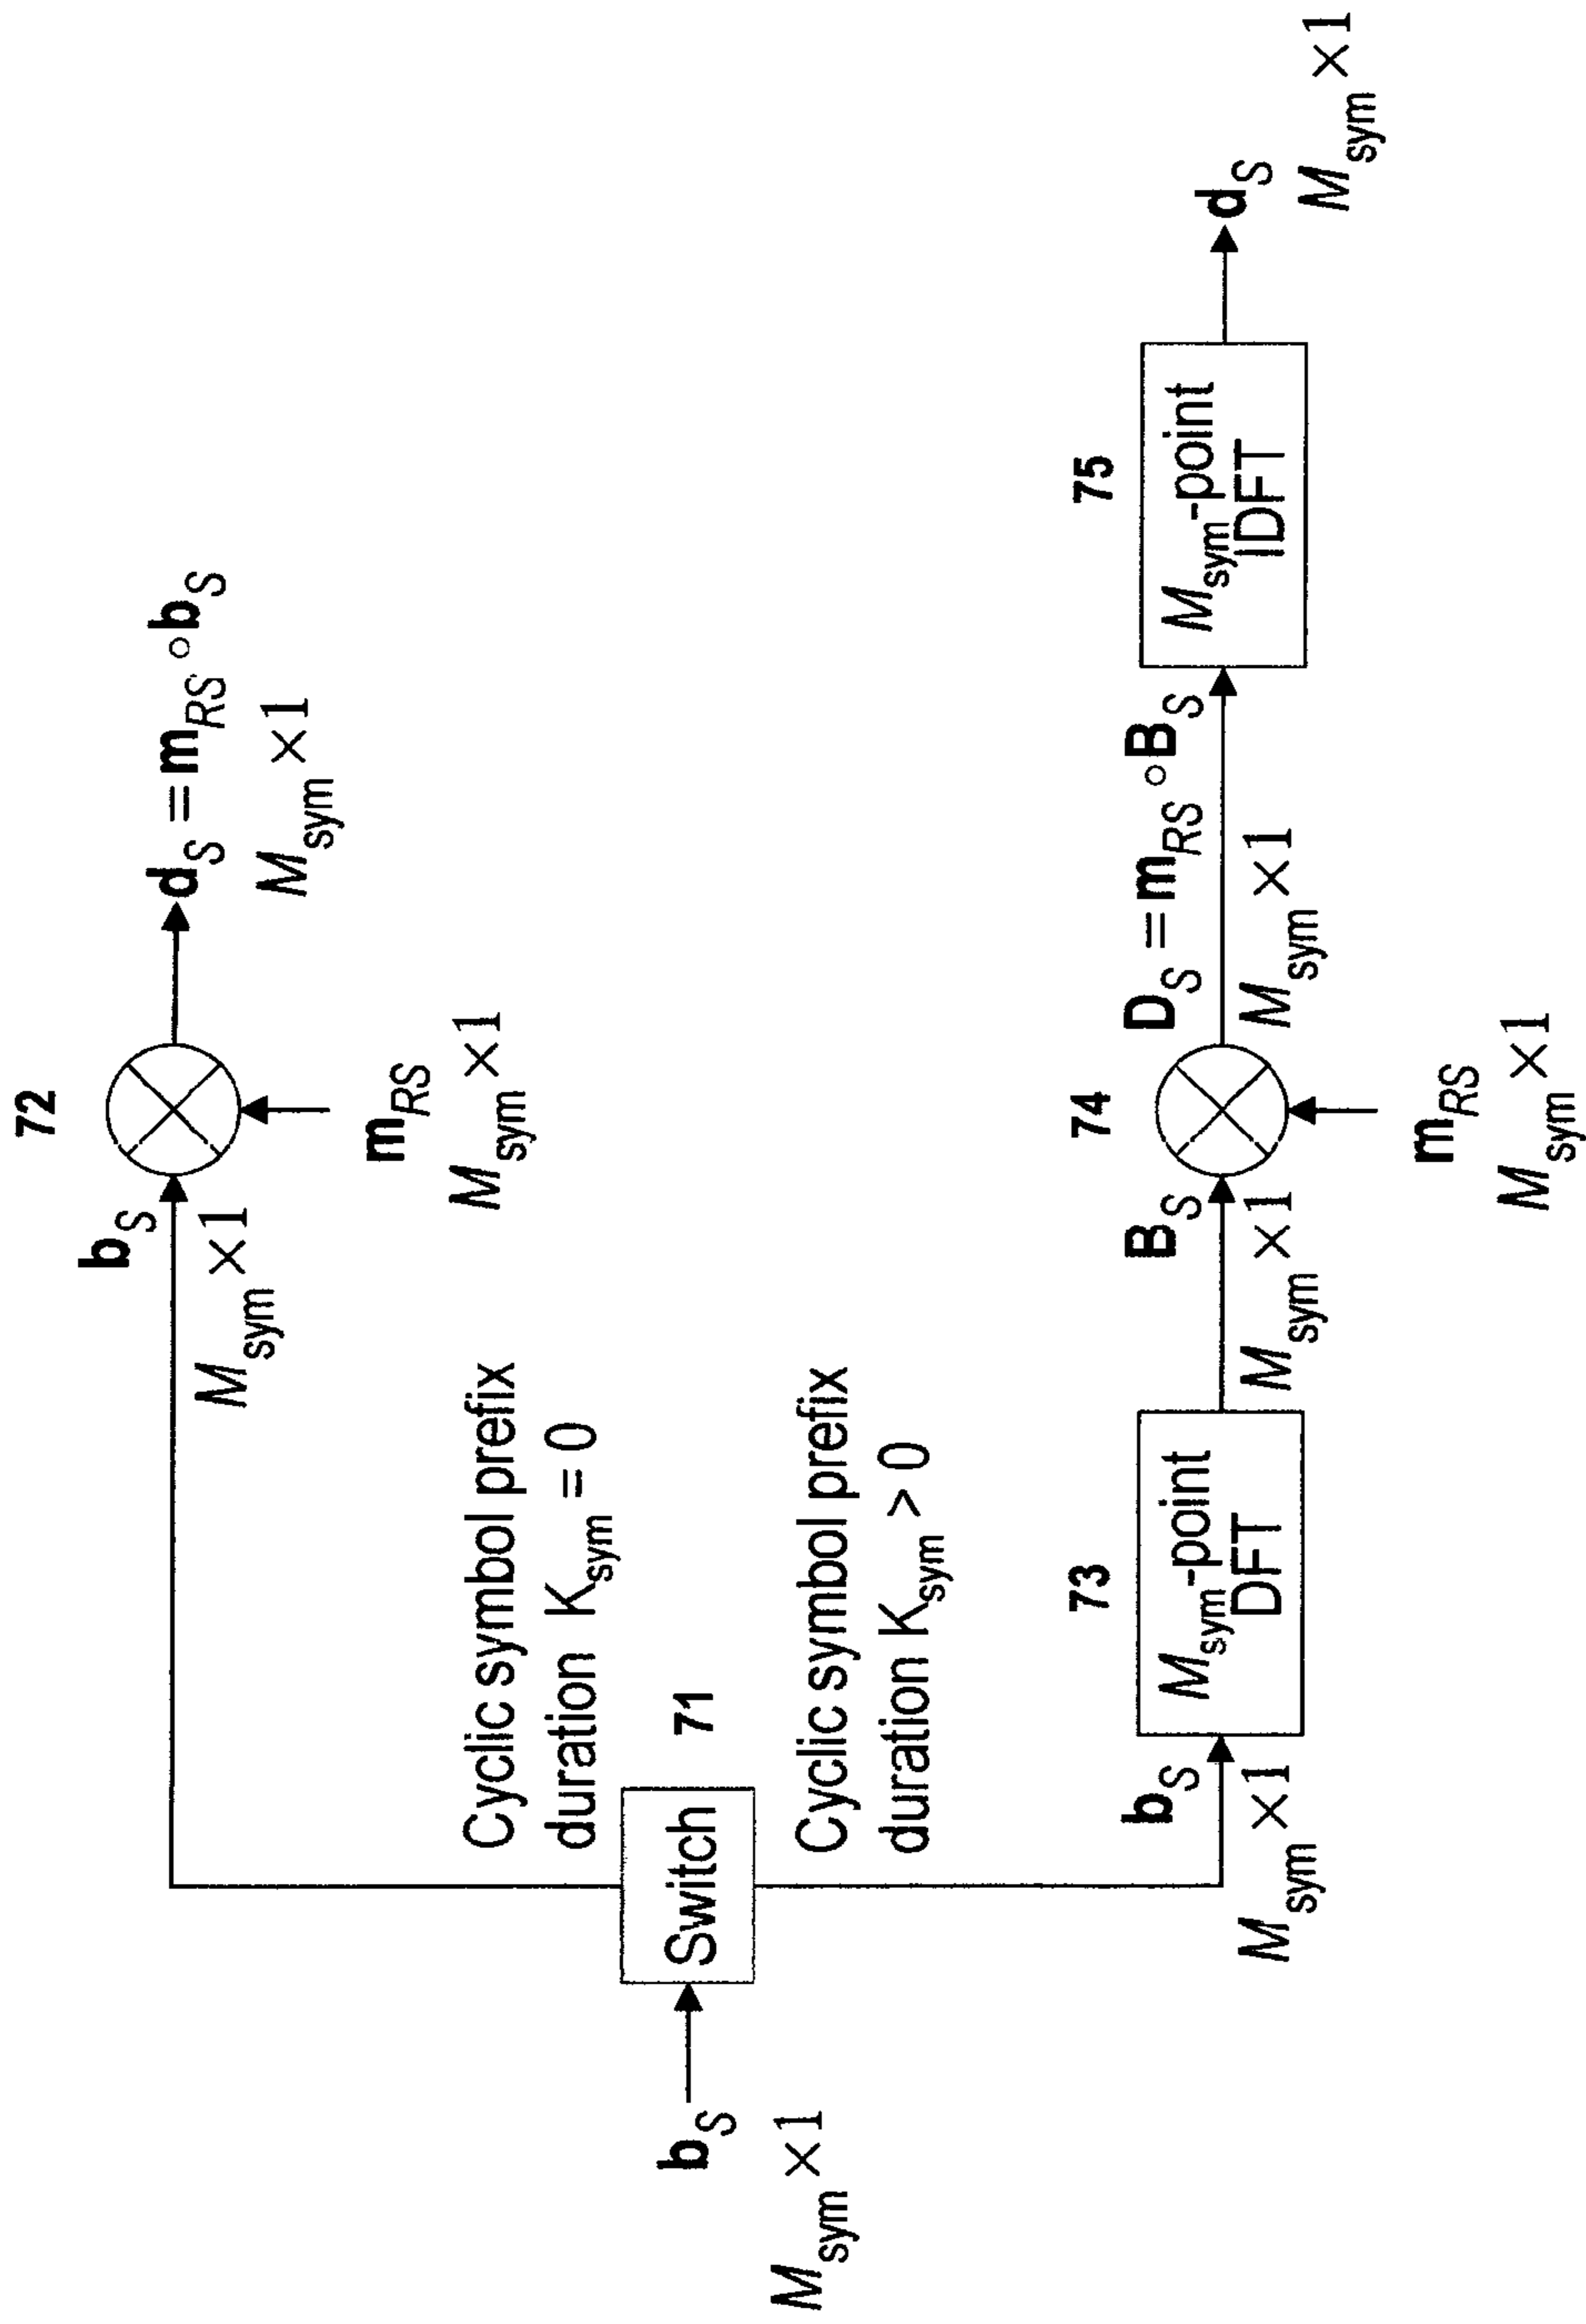 72
b_S
M_sym ×1
d_S = m_RS ∘ b_S
M_sym ×1
m_RS
M_sym ×1
Cyclic symbol prefix
duration K_sym = 0
b_S
M_sym ×1
Switch
71
Cyclic symbol prefix
duration K_sym > 0
b_S
M_sym ×1
73
M_sym-point
DFT
B_S
M_sym ×1
74
m_RS
M_sym ×1
D_S = m_RS ∘ B_S
M_sym ×1
75
M_sym-point
IDFT
d_S
M_sym ×1